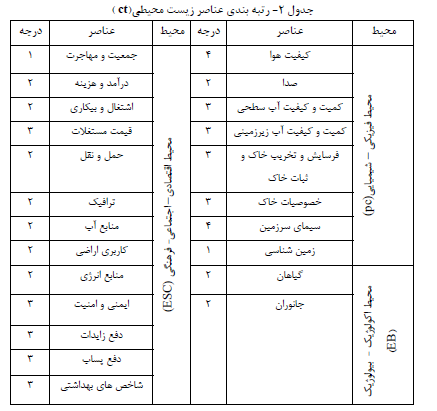 جدول ۲- رتبه بندی عناصر زیست محیطی(ct)
محیط عناصر درجه محیط عناصر درجه
محیط فیزیکی – شیمیایی(pc)
کیفیت هوا ۴
صدا ۲
کمیت و کیفیت آب سطحی ۳
کمیت و کیفیت آب زیرزمینی ۳
فرسایش و تخریب خاک و ۳
ثبات خاک
خصوصیات خاک ۳
سیمای سرزمین ۴
زمین شناسی ۱
محیط اکولوژیک – بیولوژیک
(EB)
گیاهان ۲
جانوران ۲
محیط اقتصادی–اجتماعی- فرهنگی (ESC)
جمعیت و مهاجرت ۱
درآمد و هزینه ۲
اشتغال و بیکاری ۲
قیمت مستغلات ۳
حمل و نقل ۲
ترافیک ۲
منابع آب ۲
کاربری اراضی ۲
منابع انرژی ۲
ایمنی و امنیت ۳
دفع زایدات ۳
دفع پساب ۳
شاخص های بهداشتی ۳